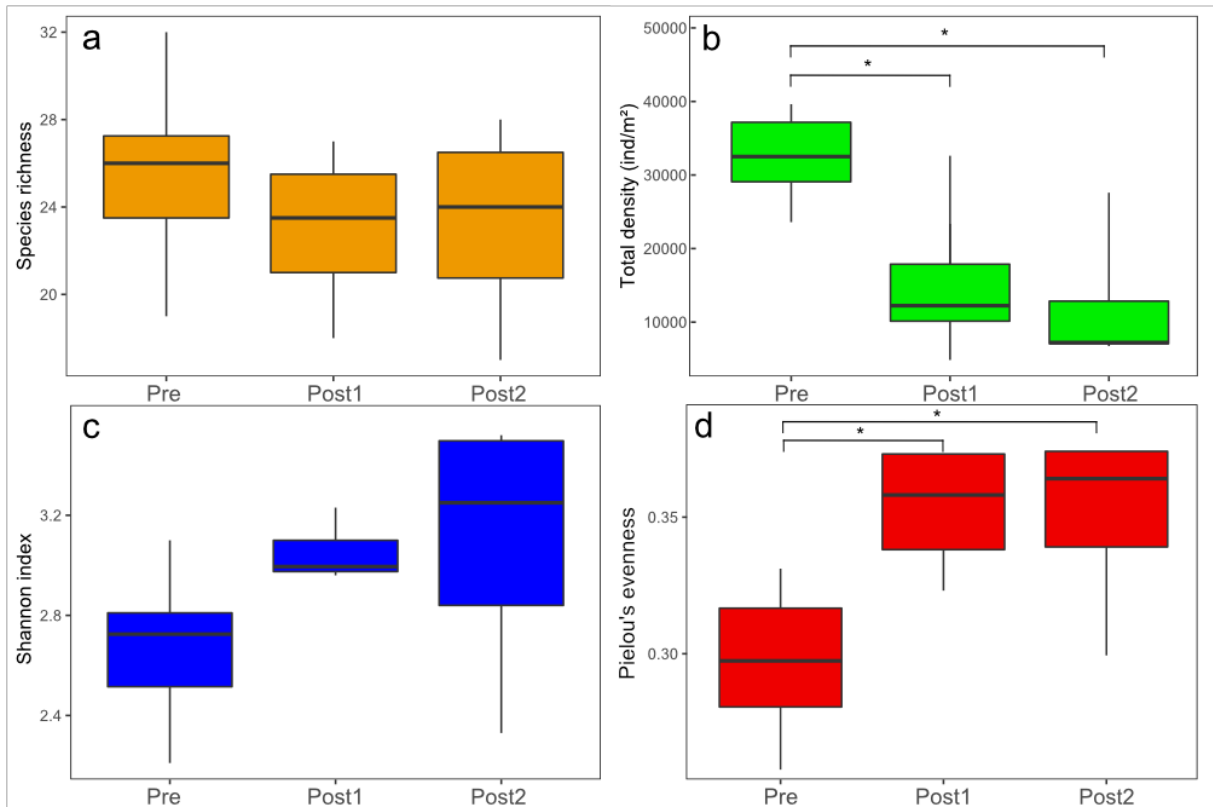 a
Species richness
32
28
24
20
Pre Post1 Post2
b
Total density (ind/m²)
50000
40000
30000
20000
10000
*
*
Pre Post1 Post2
c
Shannon index
3.2
2.8
2.4
Pre Post1 Post2
d
Pielou's evenness
0.35
0.30
*
*
Pre Post1 Post2